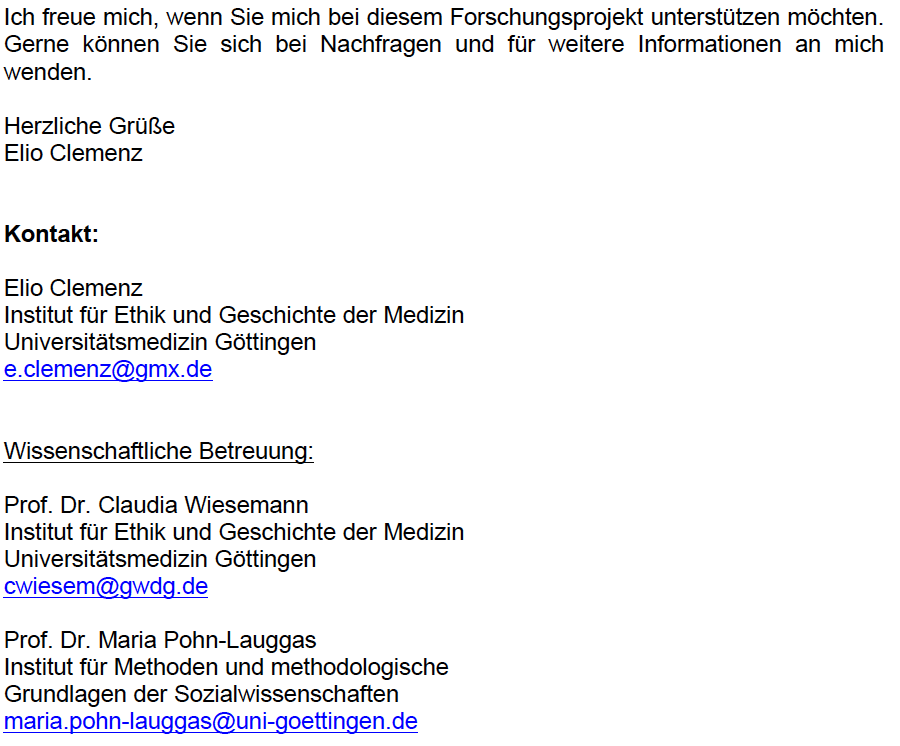 Ich freue mich, wenn Sie mich bei diesem Forschungsprojekt unterstützen möchten.
Gerne können Sie sich bei Nachfragen und für weitere Informationen an mich
wenden.
Herzliche Grüße
Elio Clemenz
Kontakt:
Elio Clemenz
Institut für Ethik und Geschichte der Medizin
Universitätsmedizin Göttingen
e.clemenz@gmx.de
Wissenschaftliche Betreuung:
Prof. Dr. Claudia Wiesemann
Institut für Ethik und Geschichte der Medizin
Universitätsmedizin Göttingen
cwiesem@gwdg.de
Prof. Dr. Maria Pohn-Lauggas
Institut für Methoden und methodologische
Grundlagen der Sozialwissenschaften
maria.pohn-lauggas@uni-goettingen.de